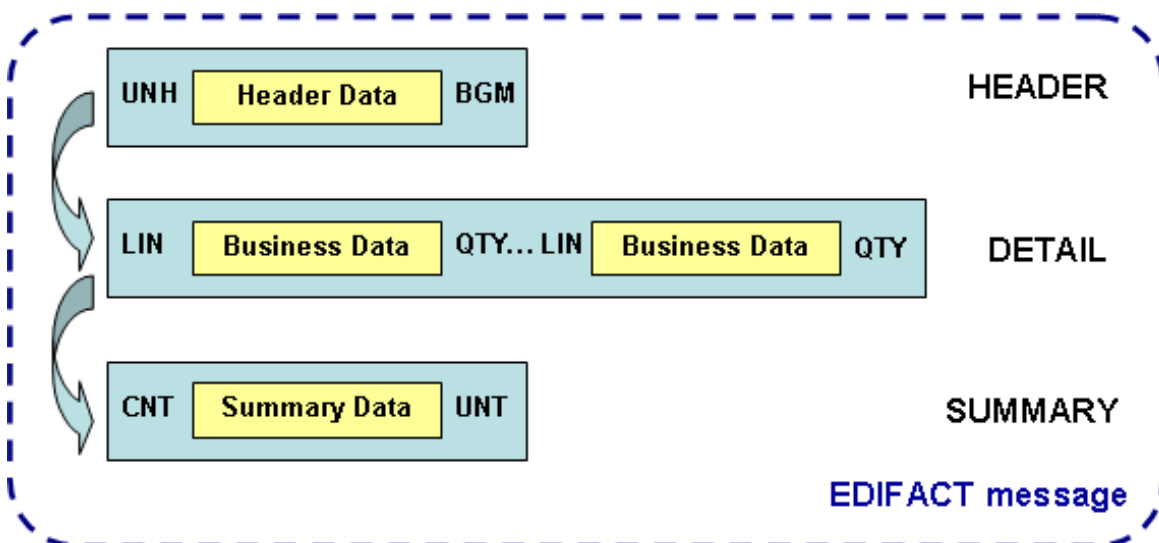 UNH Header Data BGM HEADER
LIN Business Data QTY... LIN Business Data QTY DETAIL
CNT Summary Data UNT SUMMARY
EDIFACT message